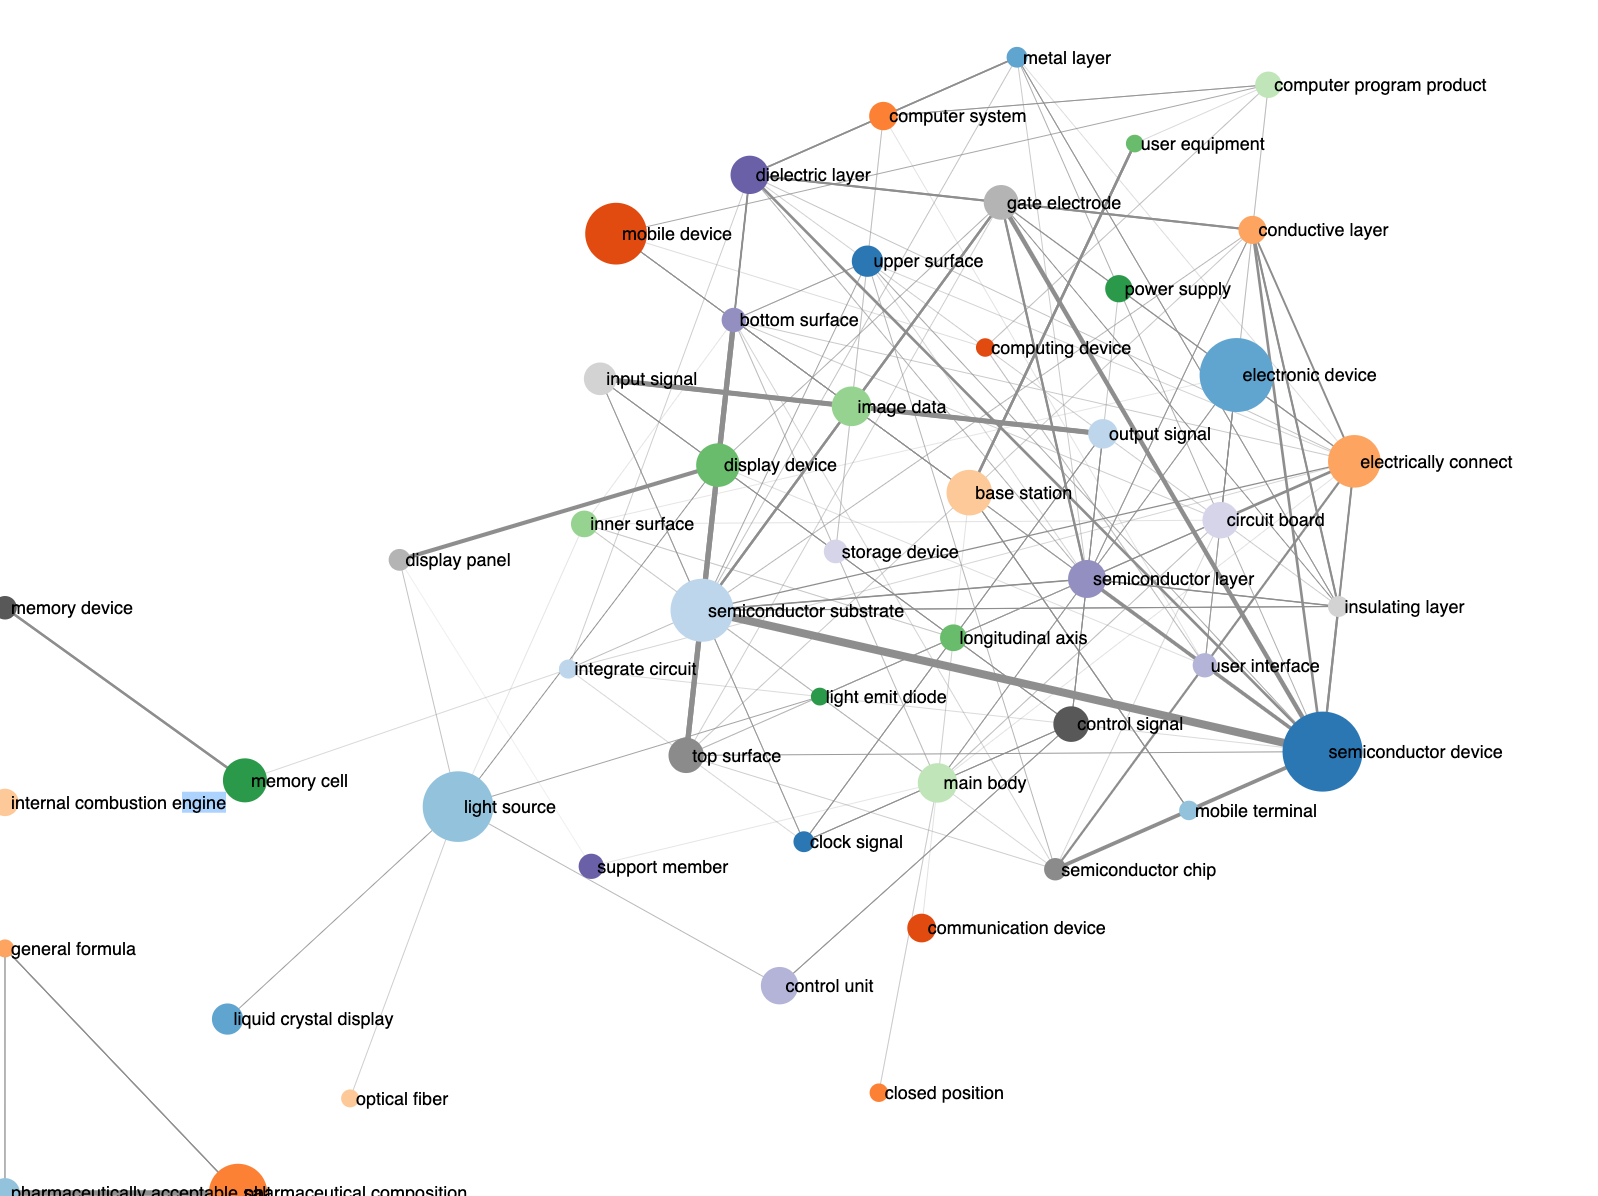 metal layer
computer program product
computer system
user equipment
dielectric layer
gate electrode
conductive layer
mobile device
upper surface
power supply
bottom surface
computing device
electronic device
input signal
image data
output signal
display device
electrically connect
base station
inner surface
circuit board
display panel
storage device
semiconductor layer
memory device
semiconductor substrate
insulating layer
longitudinal axis
integrate circuit
user interface
light emit diode
control signal
top surface
semiconductor device
memory cell
main body
internal combustion engine
light source
mobile terminal
clock signal
support member
semiconductor chip
communication device
general formula
control unit
liquid crystal display
closed position
optical fiber
pharmaceutically acceptable salt
pharmaceutical composition